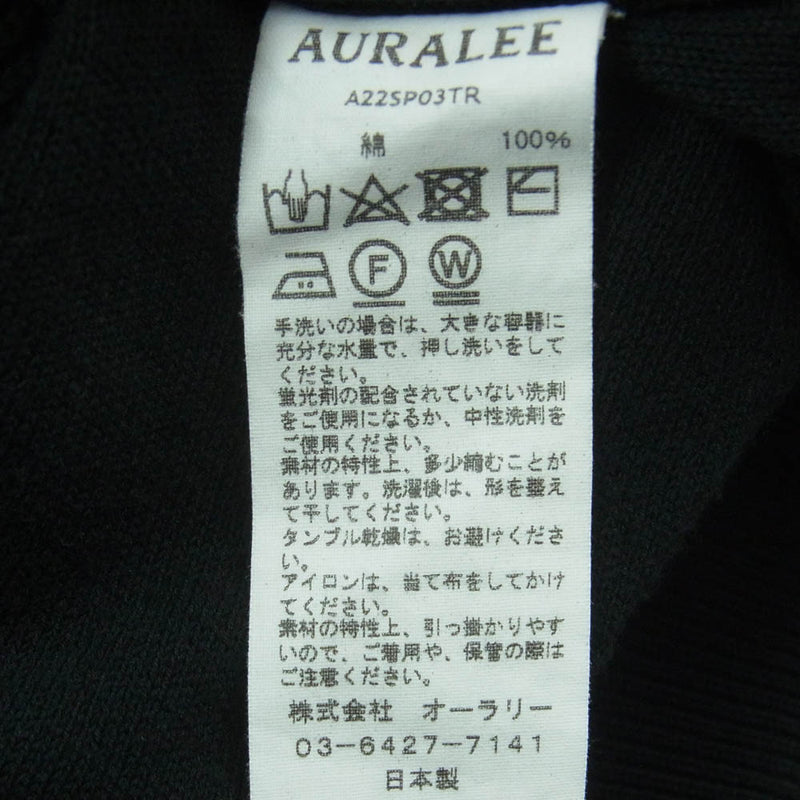 AURALEE
A22SP03TR
綿 100%
F W
手洗いの場合は、大きな容器に
充分な水量で、押し洗いをして
ください。
蛍光剤の配合されていない洗剤
をご使用になるか、中性洗剤を
ご使用ください。
素材の特性上、多少縮むことが
あります。洗濯後は、形を整え
て干してください。
タンブル乾燥は、お避けくださ
い。
アイロンは、当て布をしてかけ
てください。
素材の特性上、引っ掛かりやす
いので、ご着用や、保管の際は
ご注意ください。
株式会社 オーラリー
03-6427-7141
日本製